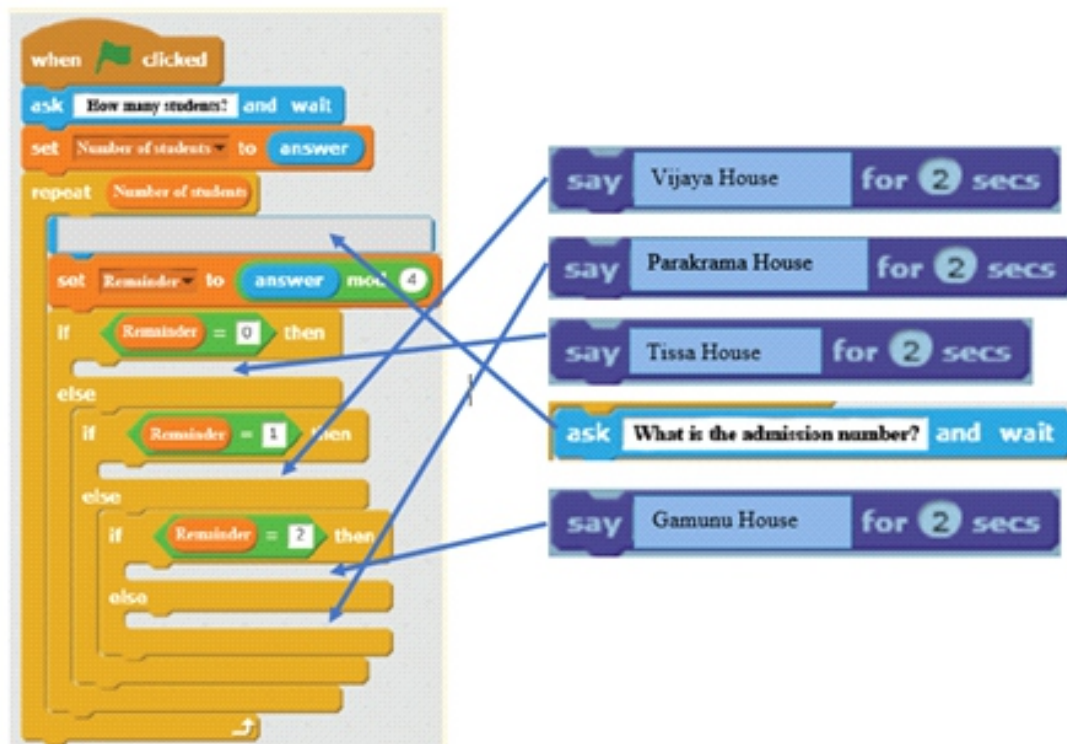 when clicked
ask How many students? and wait
set Number of students to answer
repeat Number of students
set Remainder to answer mod 4
if Remainder = 0 then
else
if Remainder = 1 then
else
if Remainder = 2 then
else
say Vijaya House for 2 secs
say Parakrama House for 2 secs
say Tissa House for 2 secs
ask What is the admission number? and wait
say Gamunu House for 2 secs